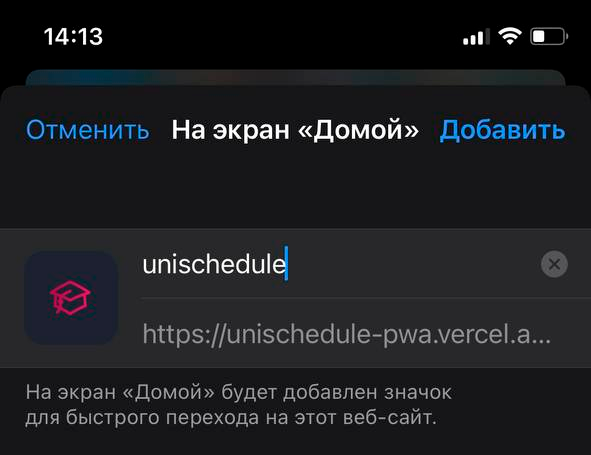 14:13
Отменить На экран «Домой» Добавить
unischedule
https://unischedule-pwa.vercel.a...
На экран «Домой» будет добавлен значок
для быстрого перехода на этот веб-сайт.